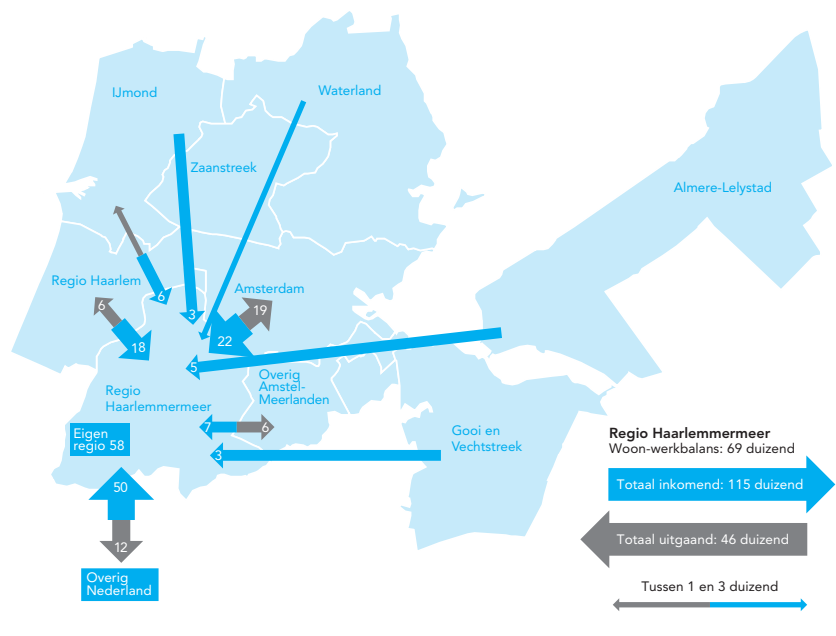 IJmond
Waterland
Zaanstreek
Almere-Lelystad
Regio Haarlem
6
Amsterdam
6
19
3
18
22
5
Overig
Amstel-
Meerlanden
Regio
Haarlemmermeer
7
6
Eigen
regio 58
3
Gooi en
Vechtstreek
50
12
Overig
Nederland
Regio Haarlemmermeer
Woon-werkbalans: 69 duizend
Totaal inkomend: 115 duizend
Totaal uitgaand: 46 duizend
Tussen 1 en 3 duizend